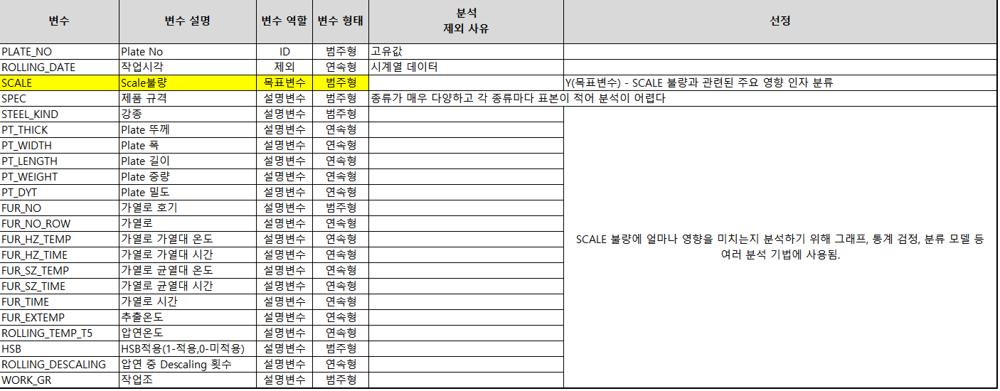 변수 변수 설명 변수 역할 변수 형태 분석 제외 사유 선정
PLATE_NO Plate No ID 범주형 고유값
ROLLING_DATE 작업시각 제외 연속형 시계열 데이터
SCALE Scale불량 목표변수 범주형 Y(목표변수) - SCALE 불량과 관련된 주요 영향 인자 분류
SPEC 제품 규격 설명변수 범주형 종류가 매우 다양하고 각 종류마다 표본이 적어 분석이 어렵다
STEEL_KIND 강종 설명변수 범주형
PT_THICK Plate 뚜께 설명변수 연속형
PT_WIDTH Plate 폭 설명변수 연속형
PT_LENGTH Plate 길이 설명변수 연속형
PT_WEIGHT Plate 중량 설명변수 연속형
PT_DYT Plate 밀도 설명변수 연속형
FUR_NO 가열로 호기 설명변수 범주형
FUR_NO_ROW 가열로 설명변수 연속형
FUR_HZ_TEMP 가열로 가열대 온도 설명변수 연속형
FUR_HZ_TIME 가열로 가열대 시간 설명변수 연속형
FUR_SZ_TEMP 가열로 균열대 온도 설명변수 연속형
FUR_SZ_TIME 가열로 균열대 시간 설명변수 연속형
FUR_TIME 가열로 시간 설명변수 연속형
FUR_EXTEMP 추출온도 설명변수 연속형
ROLLING_TEMP_T5 압연온도 설명변수 연속형
HSB HSB적용(1-적용,0-미적용) 설명변수 범주형
ROLLING_DESCALING 압연 중 Descaling 횟수 설명변수 연속형
WORK_GR 작업조 설명변수 범주형
SCALE 불량에 얼마나 영향을 미치는지 분석하기 위해 그래프, 통계 검정, 분류 모델 등
여러 분석 기법에 사용됨.